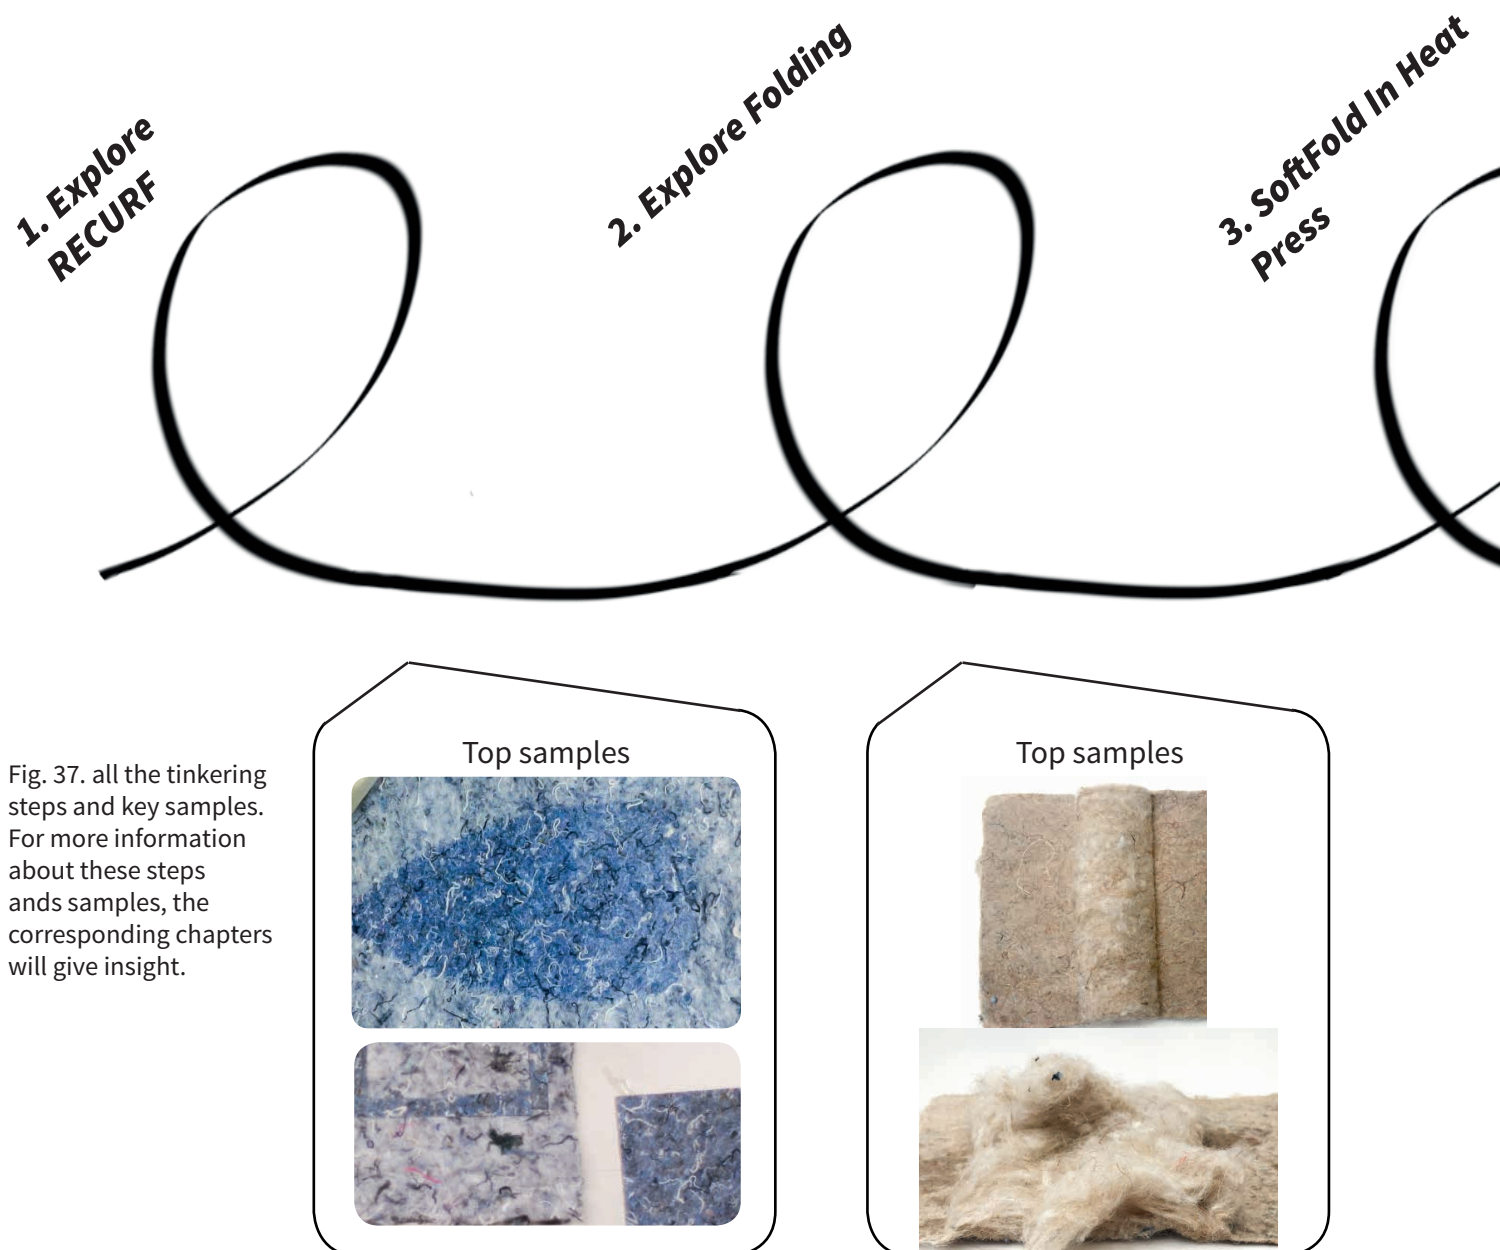 1. Explore
RECURF
2. Explore Folding
3. SoftFold In Heat
Press
Fig. 37. all the tinkering
steps and key samples.
For more information
about these steps
ands samples, the
corresponding chapters
will give insight.
Top samples
Top samples